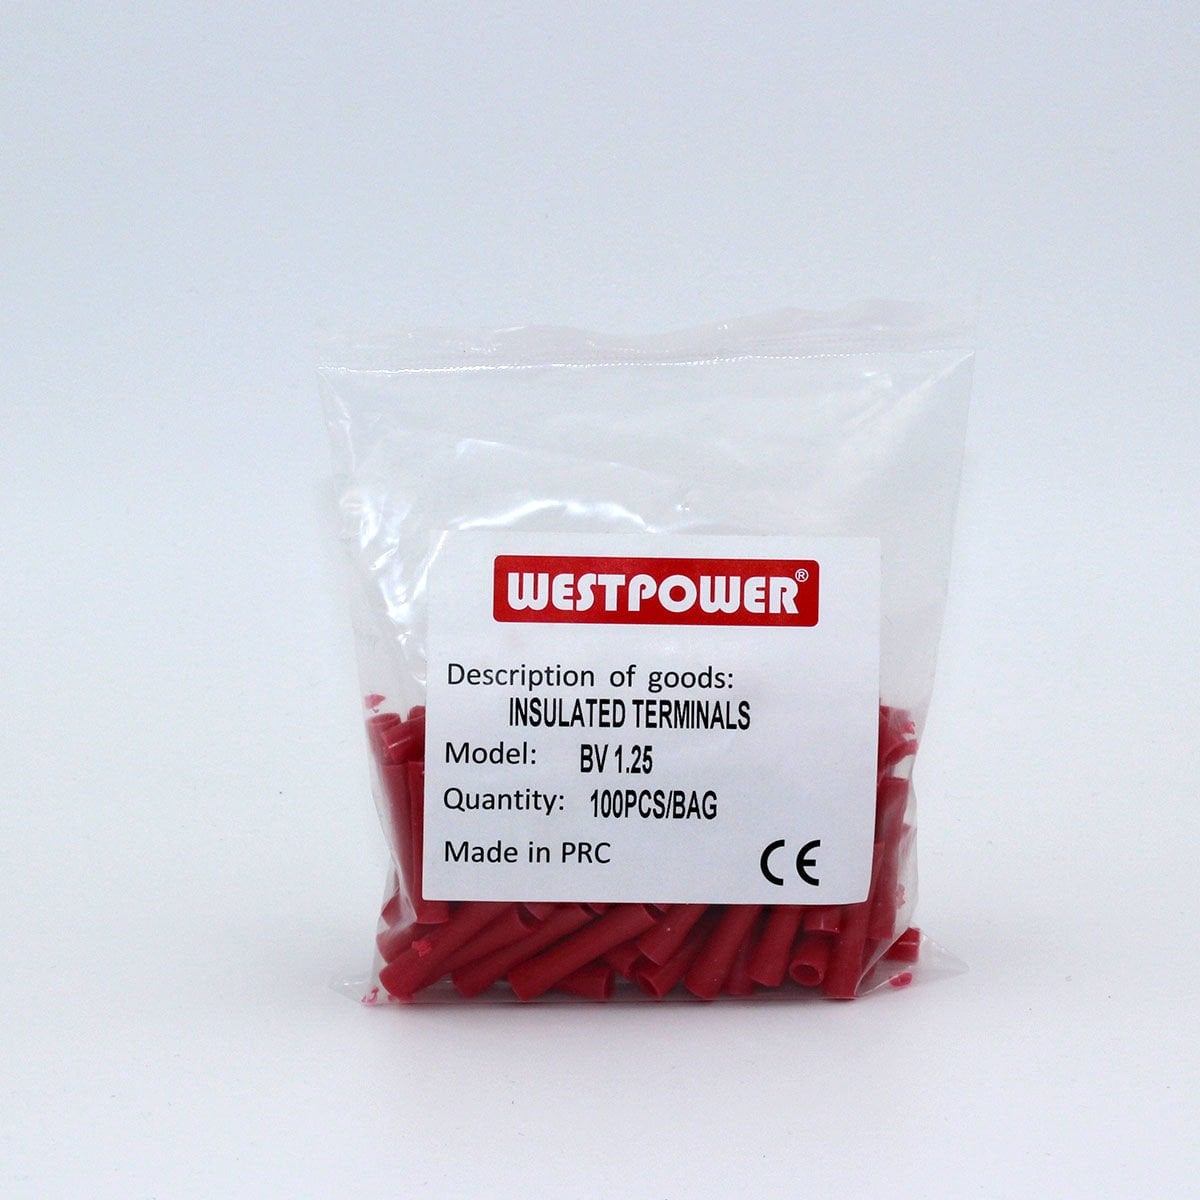 WESTPOWER®
Description of goods:
INSULATED TERMINALS
Model: BV 1.25
Quantity: 100PCS/BAG
Made in PRC CE